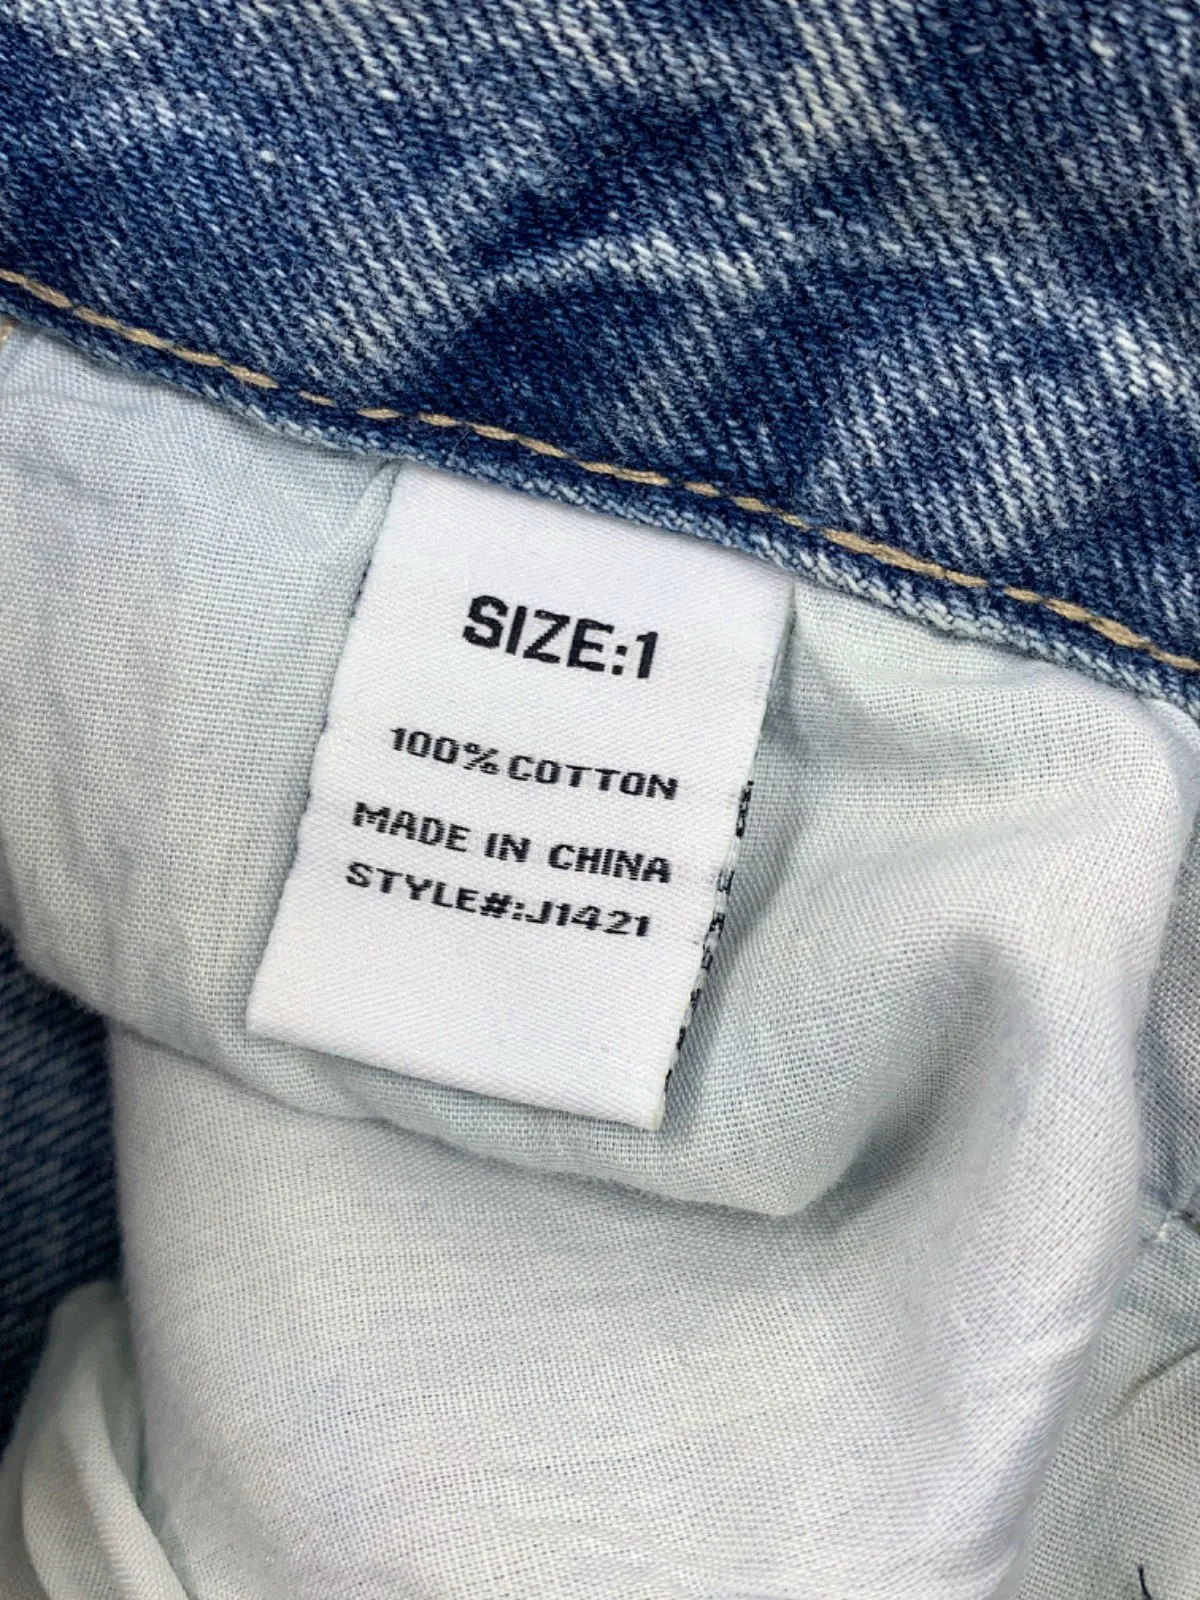 SIZE:1
100% COTTON
MADE IN CHINA
STYLE#:J1421